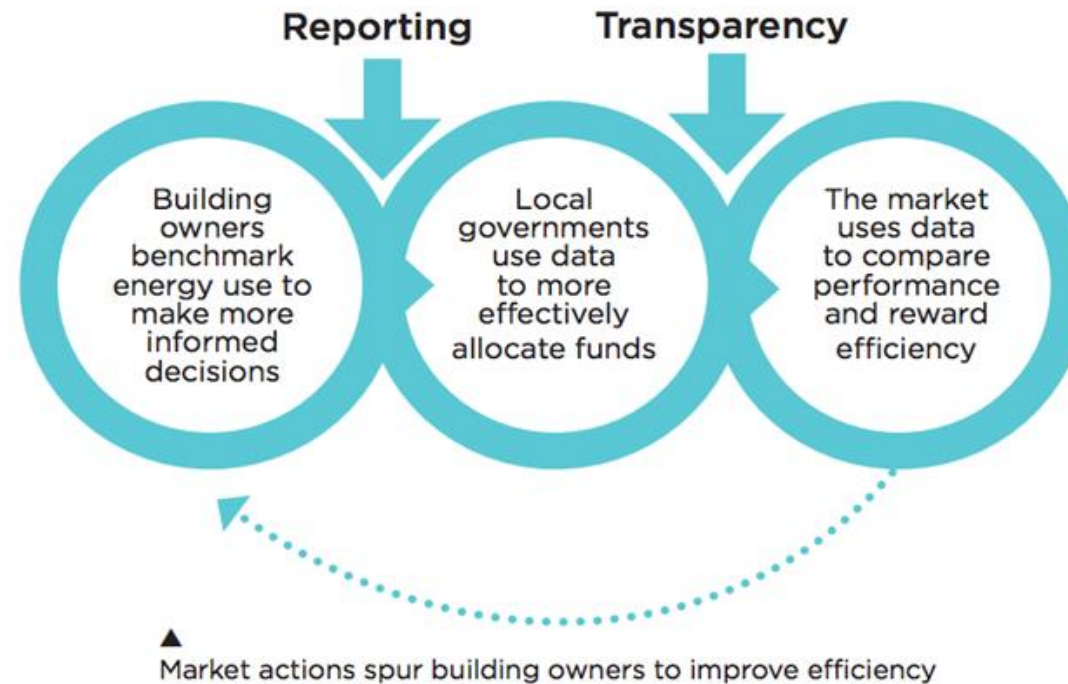 Reporting
Transparency
Building
owners
benchmark
energy use to
make more
informed
decisions
Local
governments
use data
to more
effectively
allocate funds
The market
uses data
to compare
performance
and reward
efficiency
▲
Market actions spur building owners to improve efficiency